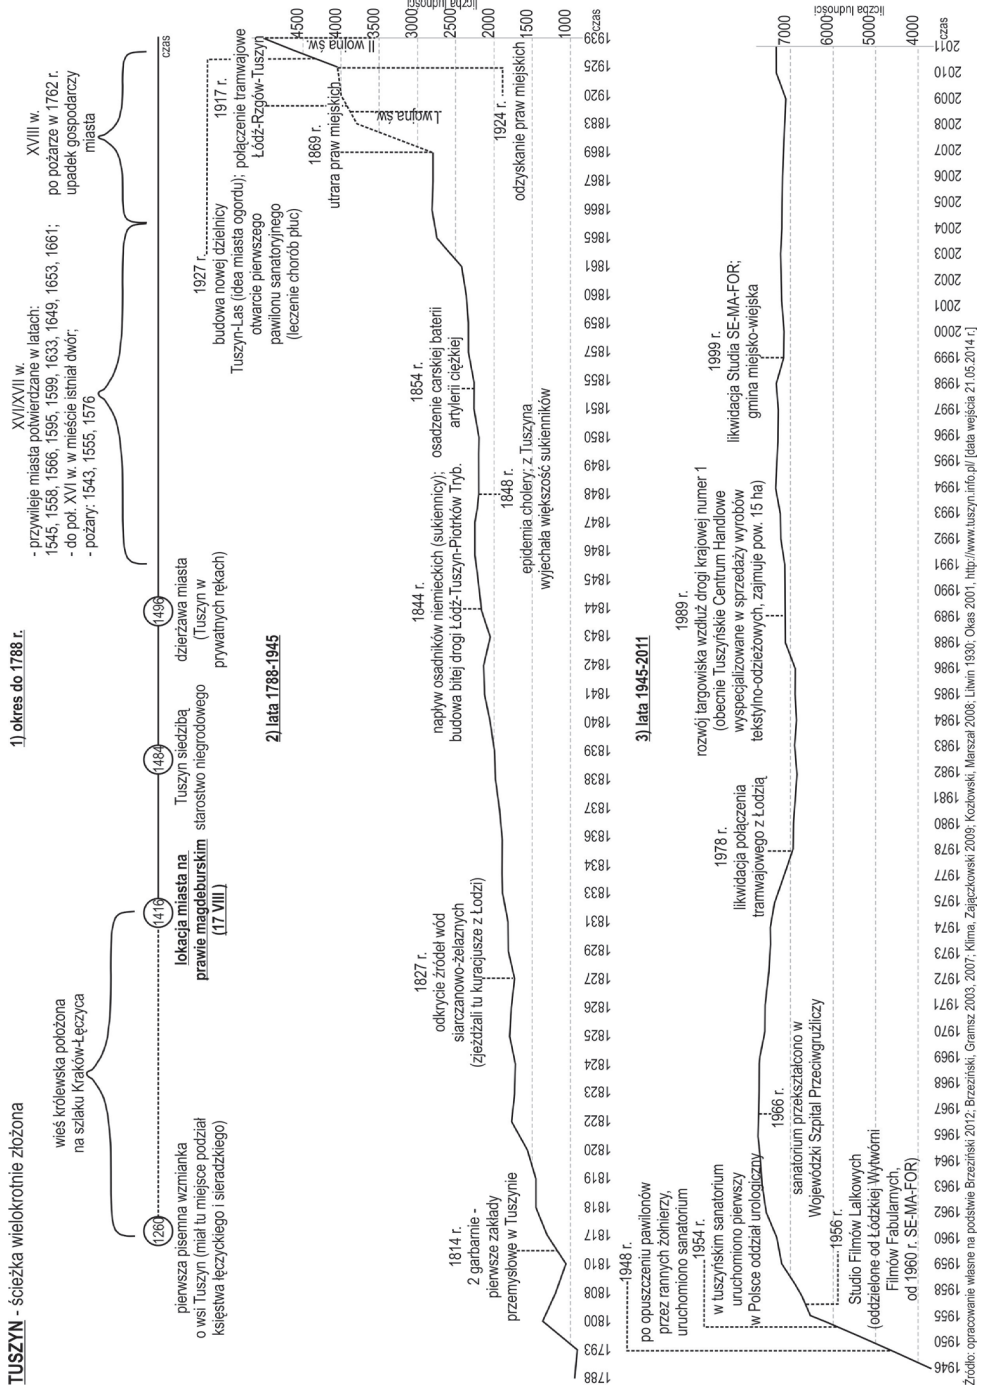 TUSZYN - ścieżka wielokrotnie złożona
1) okres do 1788 r.
wieś królewska położona
na szlaku Kraków-Łęczyca
XVI/XVII w.
- przywileje miasta potwierdzane w latach:
1545, 1558, 1566, 1595, 1599, 1633, 1649, 1653, 1661;
- do poł. XVI w. w mieście istniał dwór;
- pożary: 1543, 1555, 1576
XVIII w.
po pożarze w 1762 r.
upadek gospodarczy
miasta
1260
1416
1484
1496
czas
pierwsza pisemna wzmianka
o wsi Tuszyn (miał tu miejsce podział
księstwa łęczyckiego i sieradzkiego)
lokacja miasta na
prawie magdeburskim
(17 VIII )
Tuszyn siedzibą
starostwo niegrodowego
dzierżawa miasta
(Tuszyn w
prywatnych rękach)
2) lata 1788-1945
1927 r.
budowa nowej dzielnicy
Tuszyn-Las (idea miasta ogordu);
otwarcie pierwszego
pawilonu sanatoryjnego
(leczenie chorób płuc)
1917 r.
połączenie tramwajowe
Łódź-Rzgów-Tuszyn
1869 r.
utrara praw miejskich
II wojna św.
I wojna św.
1924 r.
odzyskanie praw miejskich
1814 r.
2 garbarnie -
pierwsze zakłady
przemysłowe w Tuszynie
1827 r.
odkrycie źródeł wód
siarczanowo-żelaznych
(zjeżdżali tu kuracjusze z Łodzi)
1844 r.
napływ osadników niemieckich (sukiennicy);
budowa bitej drogi Łódź-Tuszyn-Piotrków Tryb.
1854 r.
osadzenie carskiej baterii
artylerii ciężkiej
1848 r.
epidemia cholery; z Tuszyna
wyjechała większość sukienników
liczba ludności
4500
4000
3500
3000
2500
2000
1500
1000
1788 1793 1800 1808 1810 1817 1818 1819 1820 1822 1823 1824 1825 1826 1827 1829 1831 1833 1834 1836 1837 1838 1839 1840 1841 1842 1843 1844 1845 1846 1847 1848 1849 1850 1851 1855 1857 1859 1860 1861 1865 1866 1867 1869 1883 1920 1925 1939 czas
3) lata 1945-2011
1948 r.
po opuszczeniu pawilonów
przez rannych żołnierzy,
uruchomiono sanatorium
1954 r.
w tuszyńskim sanatorium
uruchomiono pierwszy
w Polsce oddział urologiczny
1956 r.
Studio Filmów Lalkowych
(oddzielone od Łódzkiej Wytwórni
Filmów Fabularnych,
od 1960 r. SE-MA-FOR)
1966 r.
sanatorium przekształcono w
Wojewódzki Szpital Przeciwgruźliczy
1978 r.
likwidacja połączenia
tramwajowego z Łodzią
1989 r.
rozwój targowiska wzdłuż drogi krajowej numer 1
(obecnie Tuszyńskie Centrum Handlowe
wyspecjalizowane w sprzedaży wyrobów
tekstylno-odzieżowych, zajmuje pow. 15 ha)
1999 r.
likwidacja Studia SE-MA-FOR;
gmina miejsko-wiejska
liczba ludności
7000
6000
5000
4000
1946 1950 1955 1958 1959 1960 1962 1963 1964 1965 1967 1968 1969 1970 1971 1972 1973 1974 1975 1977 1978 1980 1981 1982 1983 1984 1985 1986 1988 1989 1990 1991 1992 1993 1994 1995 1996 1997 1998 1999 2000 2001 2002 2003 2004 2005 2006 2007 2008 2009 2010 2011 czas
Źródło: opracowanie własne na podstwie Brzeziński 2012; Brzeziński, Gramsz 2003, 2007; Klima, Zajączkowski 2009; Kozłowski, Marszał 2008; Litwin 1930; Okas 2001, http://www.tuszyn.info.pl/ [data wejścia 21.05.2014 r.]